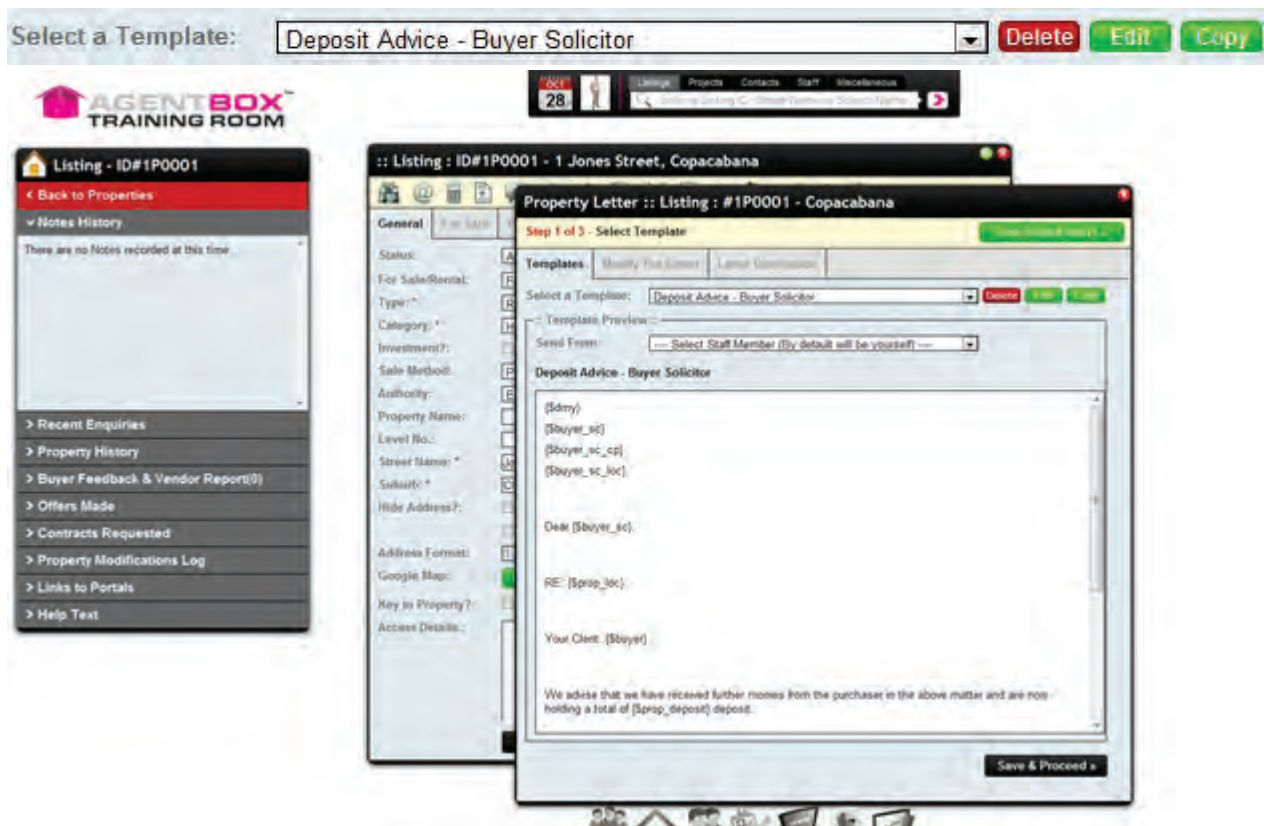 Select a Template:
Deposit Advice - Buyer Solicitor
Delete
Edit
Copy
AGENTBOX™
TRAINING ROOM
OCT
28
Listings Projects Contacts Staff Miscellaneous
Listing - ID#1P0001
< Back to Properties
Notes History
There are no Notes recorded at this time
> Recent Enquiries
> Property History
> Buyer Feedback & Vendor Report(0)
> Offers Made
> Contracts Requested
> Property Modifications Log
> Links to Portals
> Help Text
:: Listing : ID#1P0001 - 1 Jones Street, Copacabana
General For Sale
Status:
For Sale/Rental:
Type:*
Category: *
Investment?:
Sale Method:
Authority:
Property Name:
Level No.:
Street Name: *
Suburb: *
Hide Address?:
Address Format:
Google Map:
Key in Property?:
Access Details.:
Property Letter :: Listing : #1P0001 - Copacabana
Step 1 of 3 - Select Template
Templates Modify The Letter
Select a Template: Deposit Advice - Buyer Solicitor Delete Edit Copy
:: Template Preview ::
Send From: --- Select Staff Member (By default will be yourself) ---
Deposit Advice - Buyer Solicitor
{$dmy}
{$buyer_sc}
{$buyer_sc_cp}
{$buyer_sc_loc}
Dear {$buyer_sc}.
RE: {$prop_loc}.
Your Client: {$buyer}
We advise that we have received further monies from the purchaser in the above matter and are now
holding a total of {$prop_deposit} deposit.
Save & Proceed »